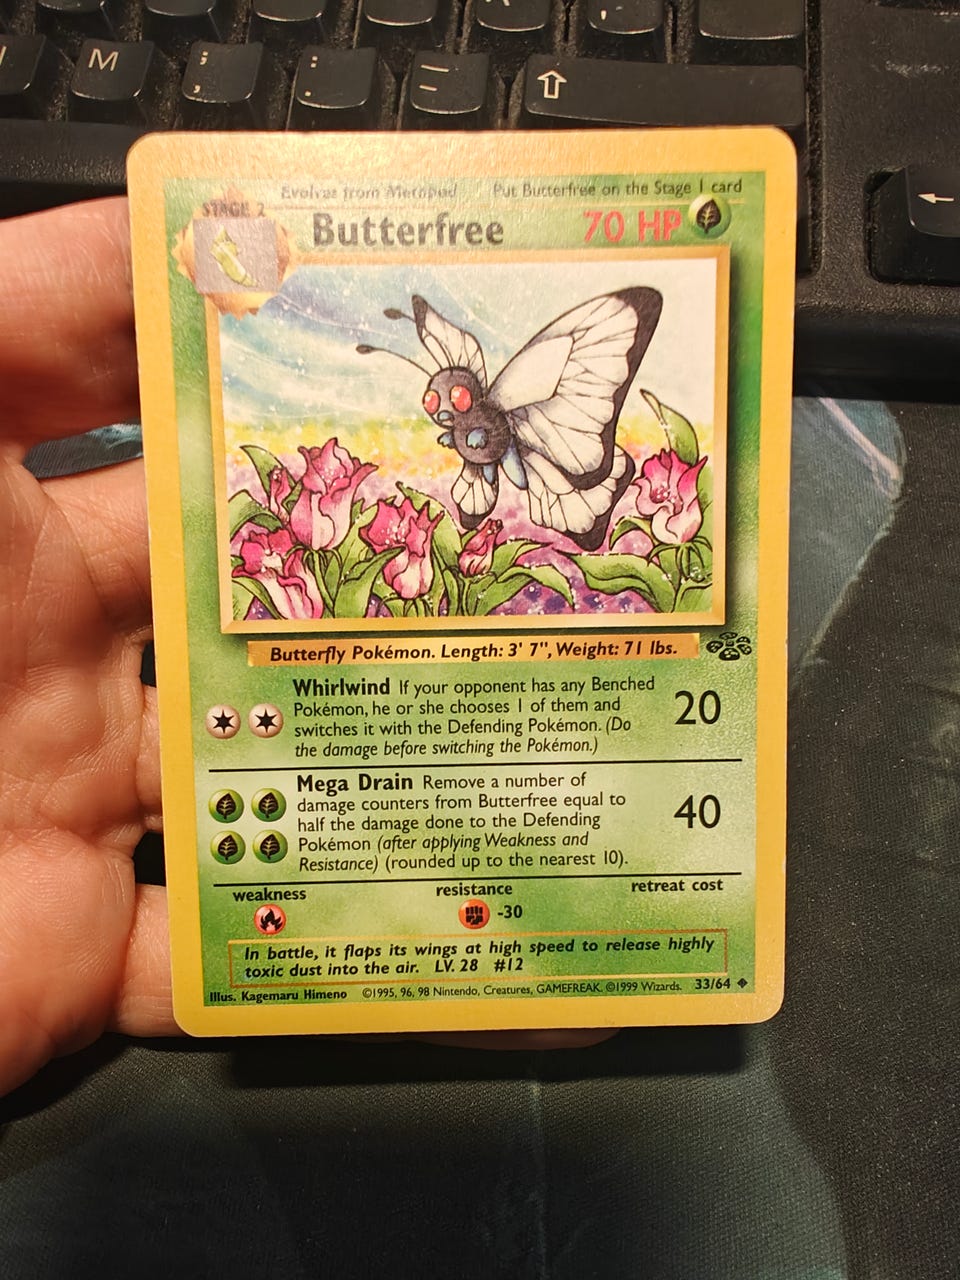 M
;
,
:
.
_
-
Evolves from Metapod Put Butterfree on the Stage 1 card
STAGE 2
Butterfree 70 HP
Butterfly Pokémon. Length: 3' 7", Weight: 71 lbs.
Whirlwind If your opponent has any Benched
Pokémon, he or she chooses 1 of them and
switches it with the Defending Pokémon. (Do
the damage before switching the Pokémon.)
20
Mega Drain Remove a number of
damage counters from Butterfree equal to
half the damage done to the Defending
Pokémon (after applying Weakness and
Resistance) (rounded up to the nearest 10).
40
weakness resistance retreat cost
-30
In battle, it flaps its wings at high speed to release highly
toxic dust into the air. LV. 28 #12
Illus. Kagemaru Himeno ©1995, 96, 98 Nintendo, Creatures, GAMEFREAK. ©1999 Wizards. 33/64